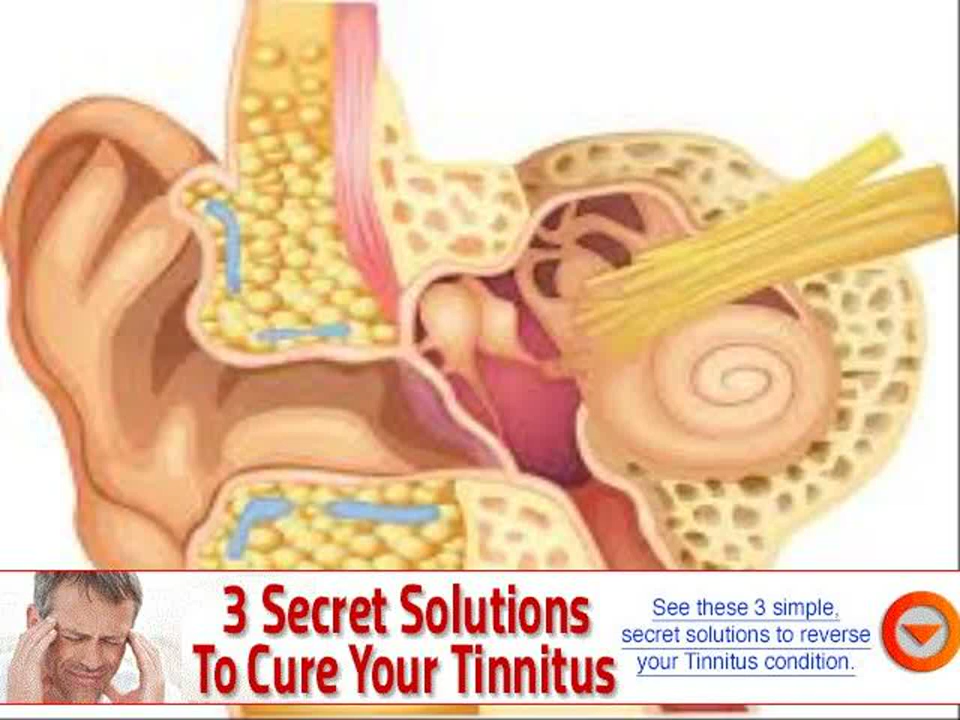 3 Secret Solutions
To Cure Your Tinnitus
See these 3 simple,
secret solutions to reverse
your Tinnitus condition.